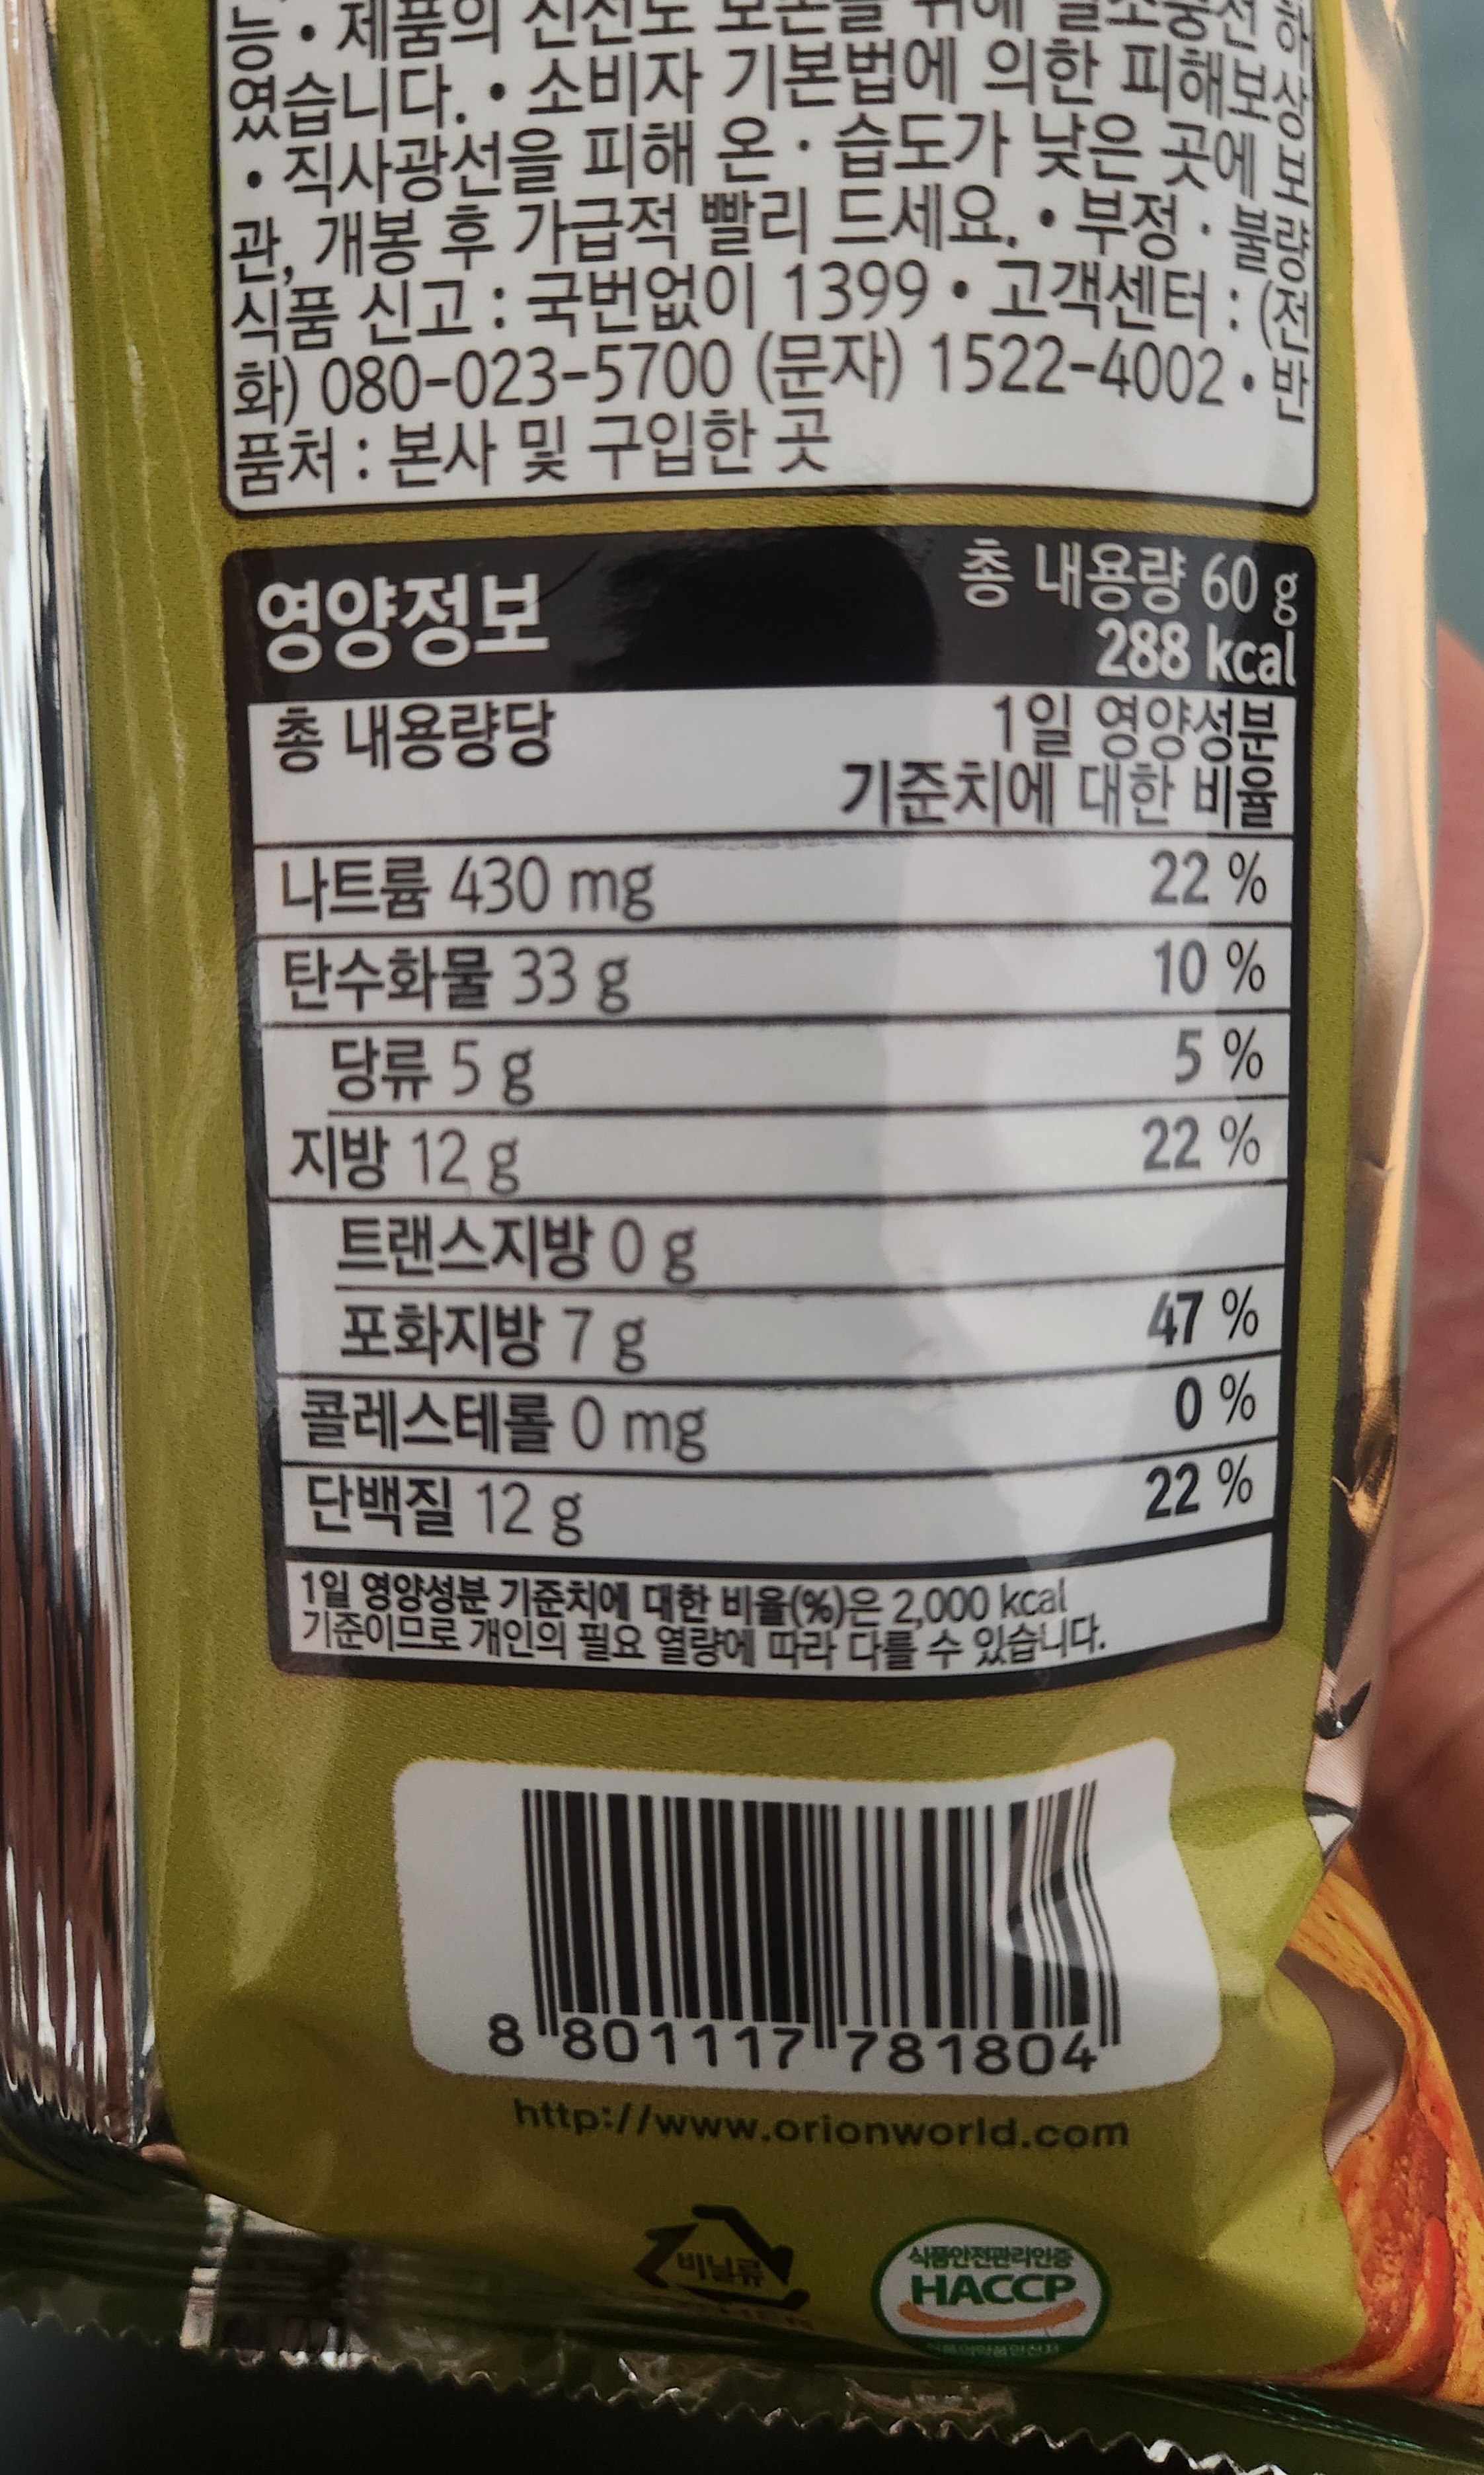 능 • 제품의 신선도 보존을 위해 질소충전 하
였습니다. • 소비자 기본법에 의한 피해보상
• 직사광선을 피해 온 · 습도가 낮은 곳에 보
관, 개봉 후 가급적 빨리 드세요. • 부정 · 불량
식품 신고 : 국번없이 1399 • 고객센터 : (전
화) 080-023-5700 (문자) 1522-4002 • 반
품처 : 본사 및 구입한 곳
영양정보
총 내용량 60 g
288 kcal
총 내용량당
1일 영양성분
기준치에 대한 비율
나트륨 430 mg 22 %
탄수화물 33 g 10 %
당류 5 g 5 %
지방 12 g 22 %
트랜스지방 0 g
포화지방 7 g 47 %
콜레스테롤 0 mg 0 %
단백질 12 g 22 %
1일 영양성분 기준치에 대한 비율(%)은 2,000 kcal
기준이므로 개인의 필요 열량에 따라 다를 수 있습니다.
8 801117 781804
http://www.orionworld.com
비닐류
식품안전관리인증
HACCP
식품의약품안전처